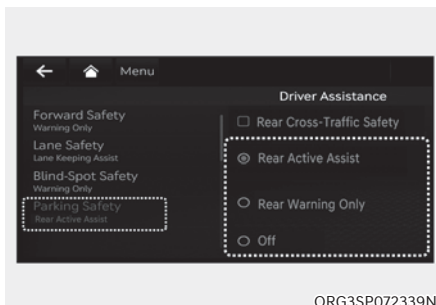 Menu
Driver Assistance
Forward Safety
Warning Only
Lane Safety
Lane Keeping Assist
Blind-Spot Safety
Warning Only
Parking Safety
Rear Active Assist
Rear Cross-Traffic Safety
Rear Active Assist
Rear Warning Only
Off
ORG3SP072339N